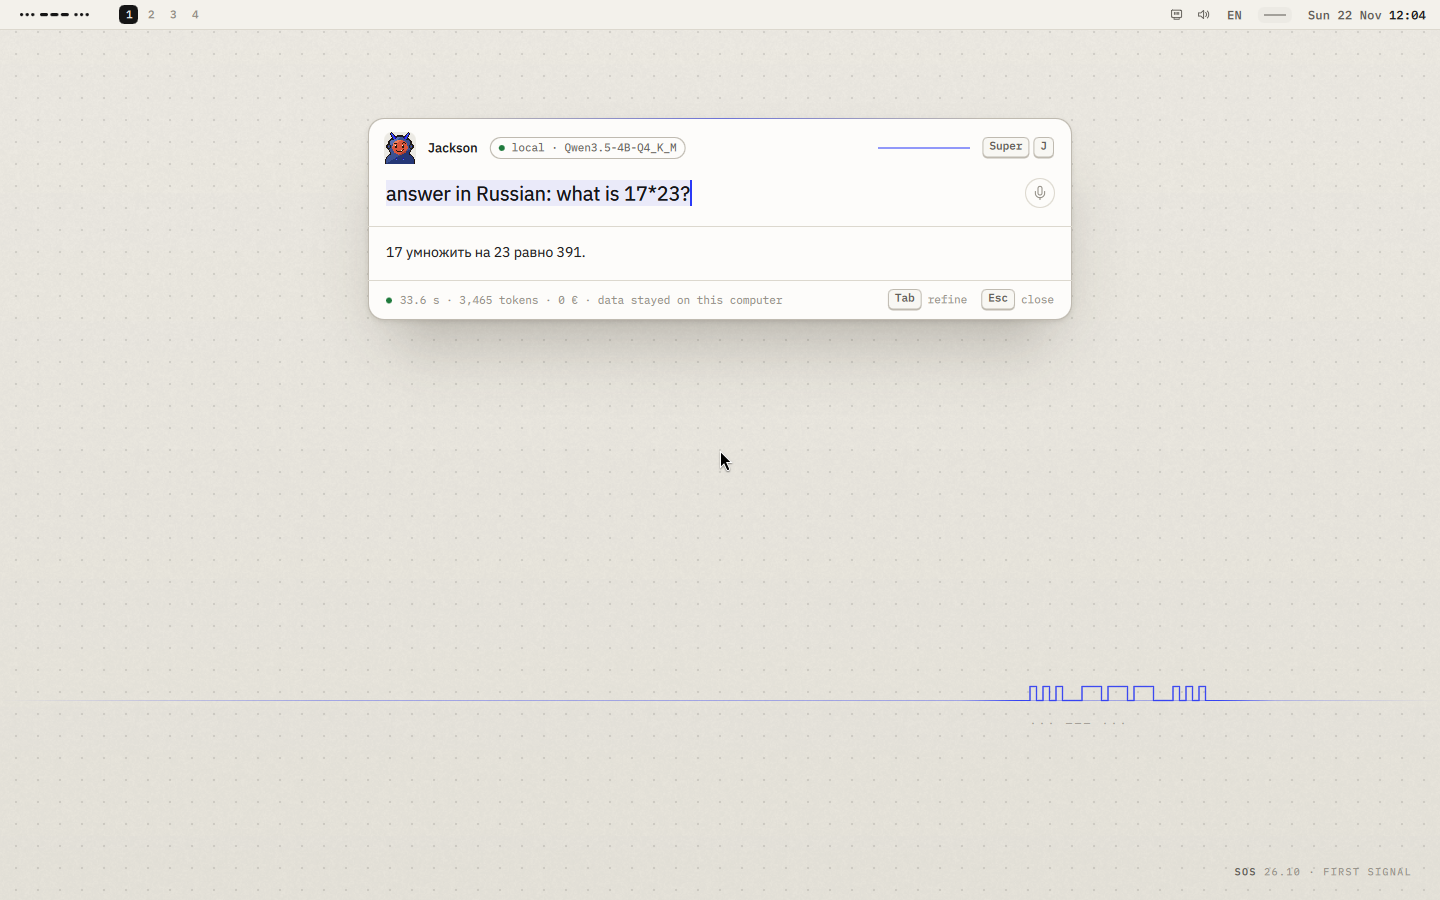 1 2 3 4
EN
Sun 22 Nov 12:04
Jackson
local · Qwen3.5-4B-Q4_K_M
Super J
answer in Russian: what is 17*23?
17 умножить на 23 равно 391.
33.6 s · 3,465 tokens · 0 € · data stayed on this computer
Tab refine Esc close
... ——— ...
SOS 26.10 · FIRST SIGNAL